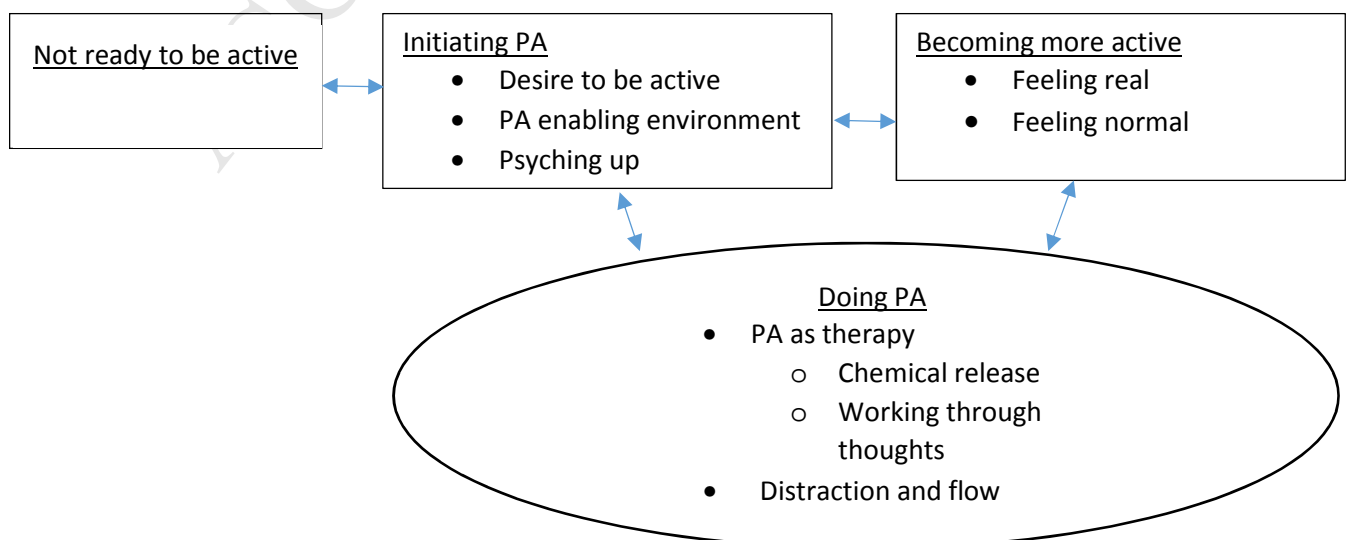 Not ready to be active
Initiating PA
• Desire to be active
• PA enabling environment
• Psyching up
Becoming more active
• Feeling real
• Feeling normal
Doing PA
• PA as therapy
o Chemical release
o Working through
thoughts
• Distraction and flow